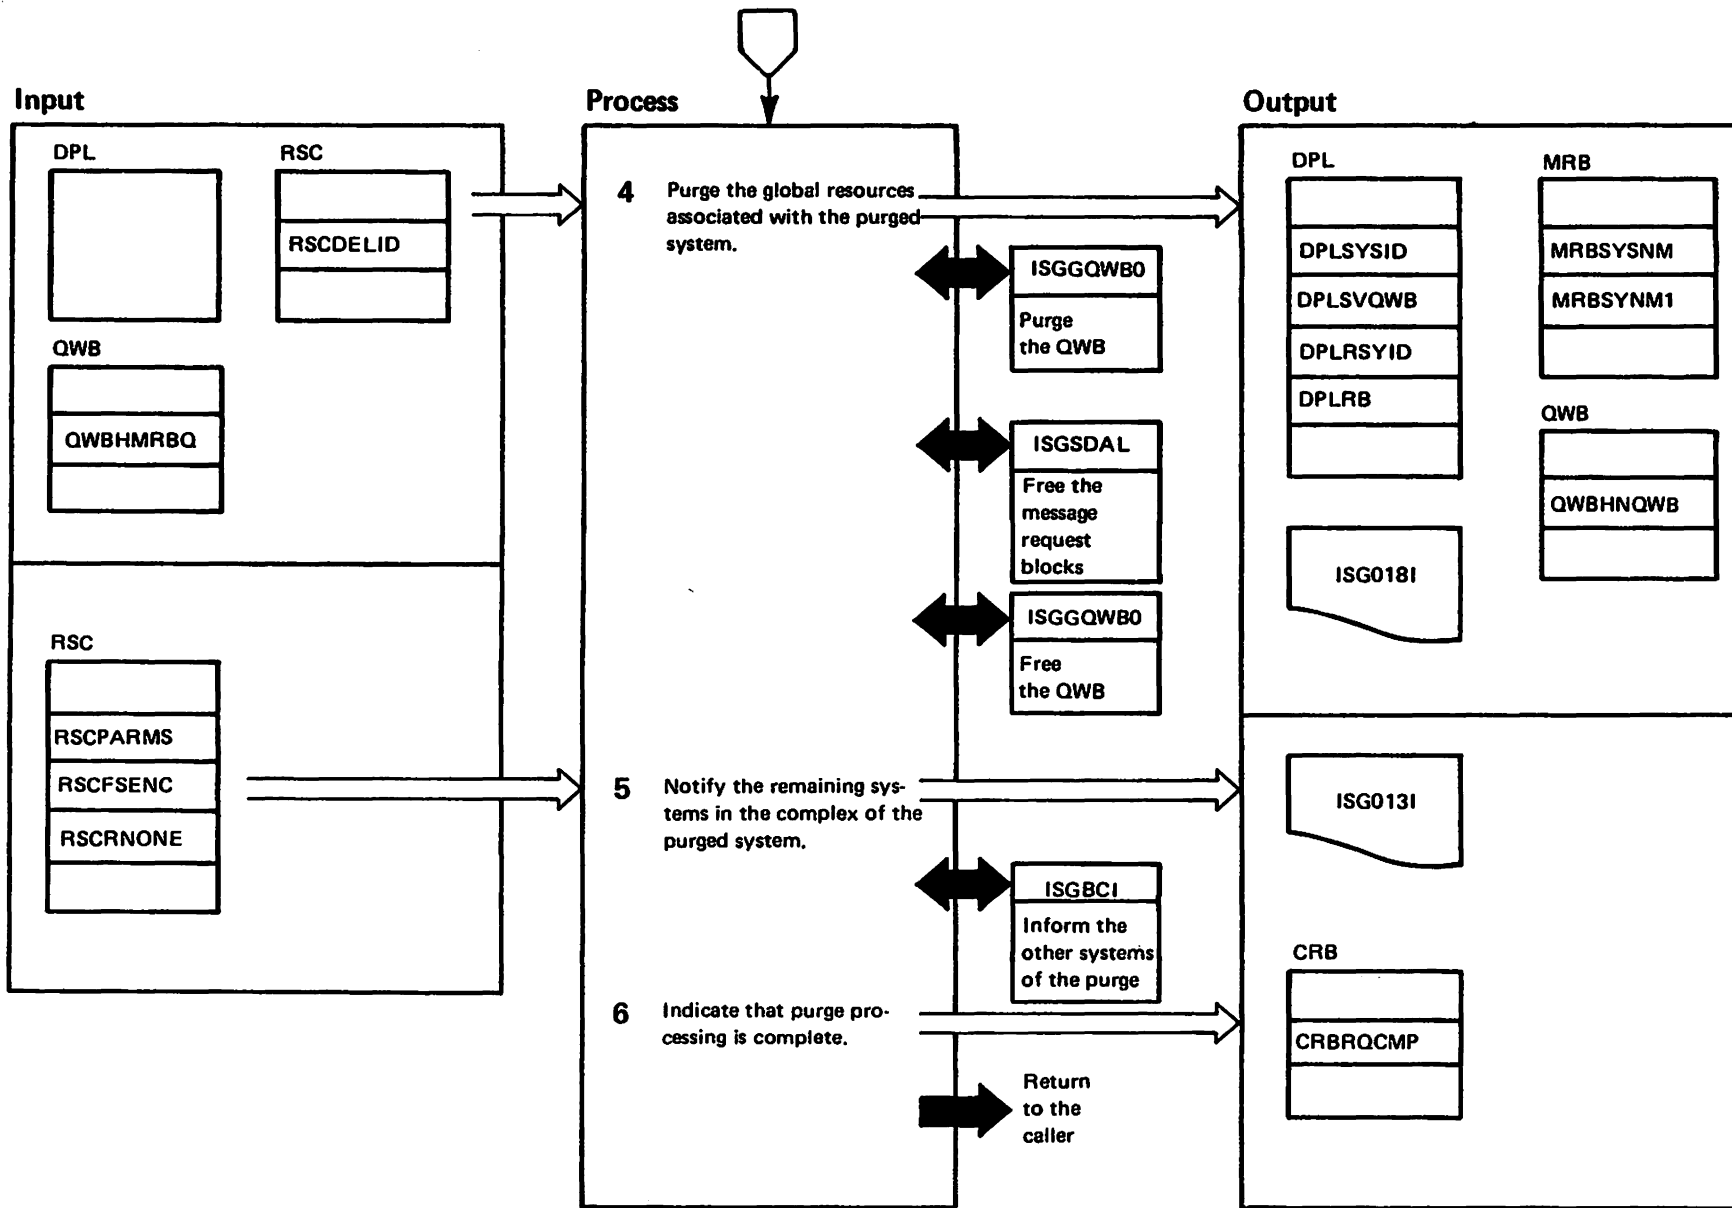 Input
DPL
RSC
RSCDELID
QWB
QWBHMRBQ
RSC
RSCPARMS
RSCFSENC
RSCRNONE
Process
4 Purge the global resources
associated with the purged
system.
ISGGQWB0
Purge
the QWB
ISGSDAL
Free the
message
request
blocks
ISGGQWB0
Free
the QWB
5 Notify the remaining sys-
tems in the complex of the
purged system.
ISGBCI
Inform the
other systems
of the purge
6 Indicate that purge pro-
cessing is complete.
Return
to the
caller
Output
DPL
DPLSYSID
DPLSVQWB
DPLRSYID
DPLRB
MRB
MRBSYSNM
MRBSYNM1
QWB
QWBHNQWB
ISG018I
ISG013I
CRB
CRBRQCMP